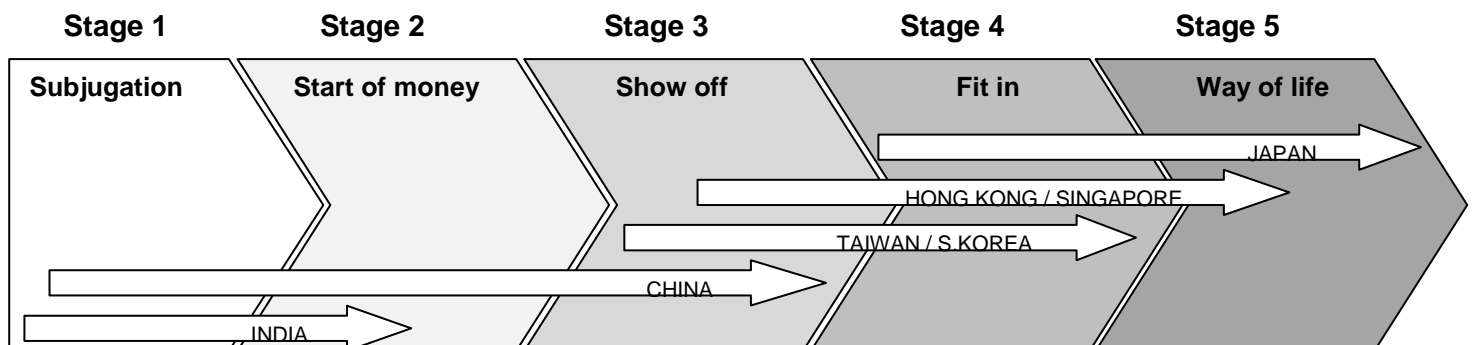 Stage 1 Stage 2 Stage 3 Stage 4 Stage 5
Subjugation Start of money Show off Fit in Way of life
JAPAN
HONG KONG / SINGAPORE
TAIWAN / S.KOREA
CHINA
INDIA